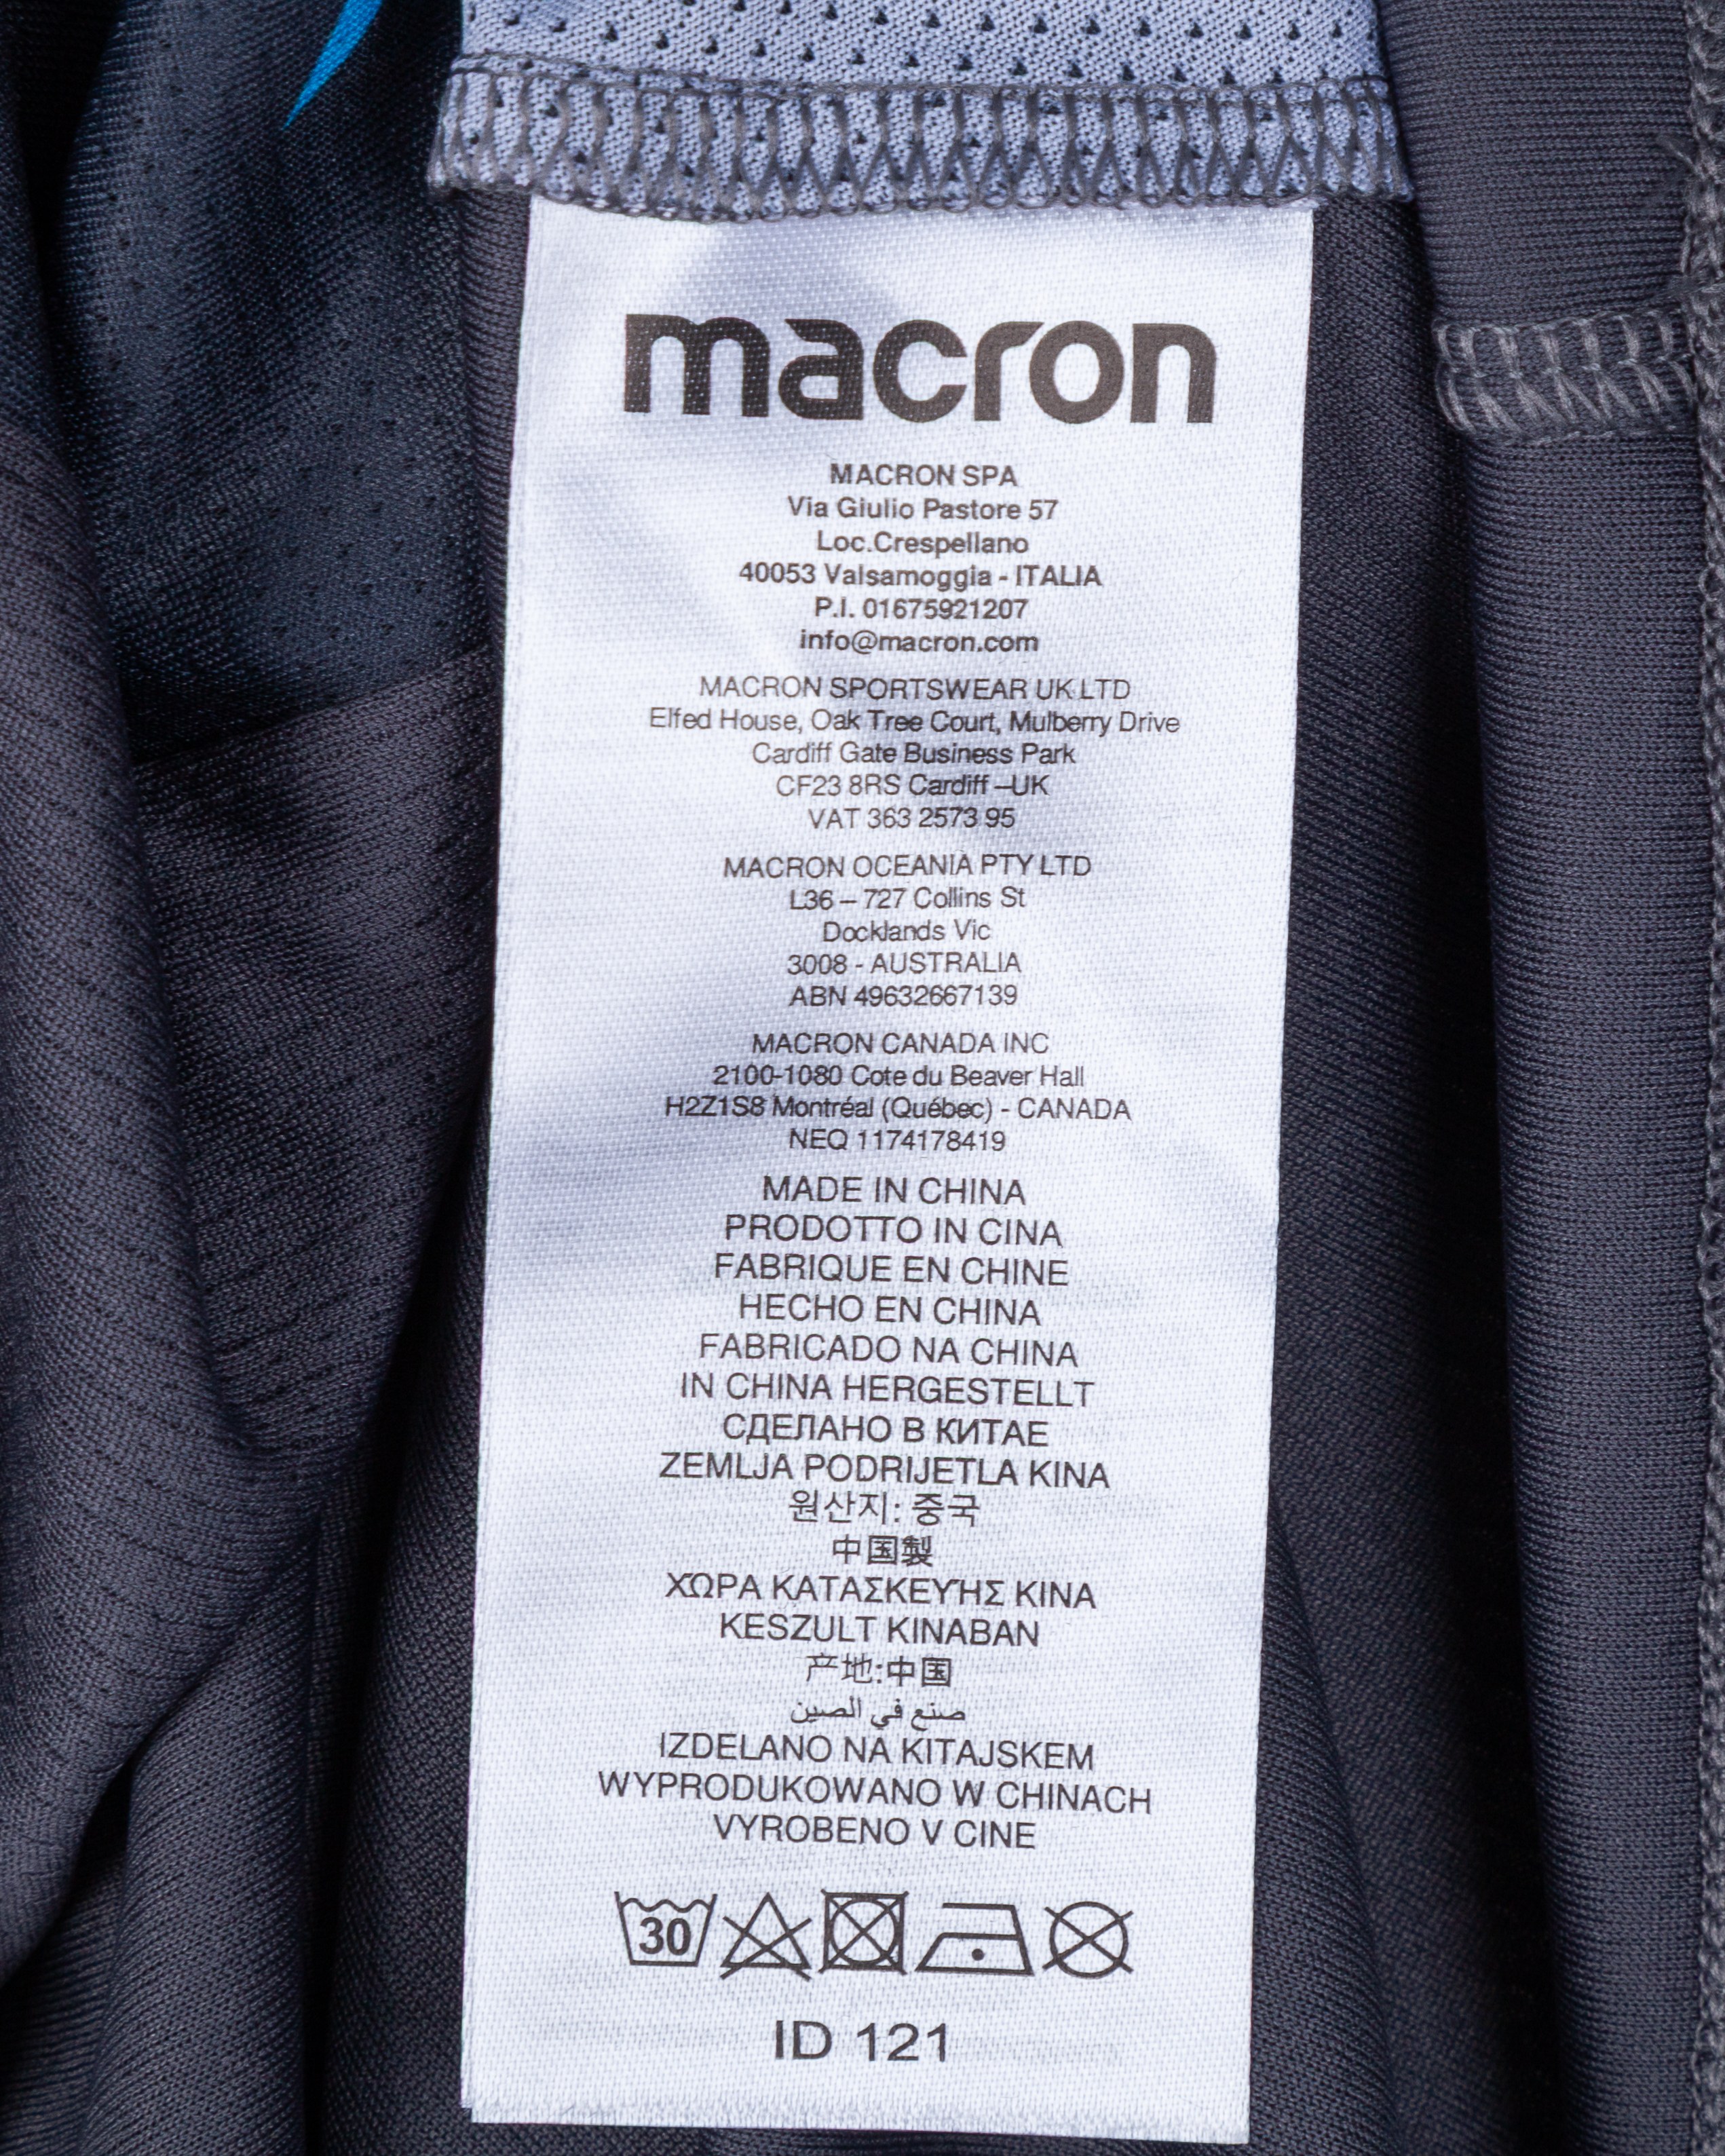 macron
MACRON SPA
Via Giulio Pastore 57
Loc.Crespellano
40053 Valsamoggia - ITALIA
P.I. 01675921207
info@macron.com
MACRON SPORTSWEAR UK LTD
Elfed House, Oak Tree Court, Mulberry Drive
Cardiff Gate Business Park
CF23 8RS Cardiff –UK
VAT 363 2573 95
MACRON OCEANIA PTY LTD
L36 – 727 Collins St
Docklands Vic
3008 - AUSTRALIA
ABN 49632667139
MACRON CANADA INC
2100-1080 Cote du Beaver Hall
H2Z1S8 Montréal (Québec) - CANADA
NEQ 1174178419
MADE IN CHINA
PRODOTTO IN CINA
FABRIQUE EN CHINE
HECHO EN CHINA
FABRICADO NA CHINA
IN CHINA HERGESTELLT
СДЕЛАНО В КИТАЕ
ZEMLJA PODRIJETLA KINA
원산지: 중국
中国製
ΧΩΡΑ ΚΑΤΑΣΚΕΥΉΣ ΚΙΝΑ
KESZULT KINABAN
产地:中国
صنع في الصين
IZDELANO NA KITAJSKEM
WYPRODUKOWANO W CHINACH
VYROBENO V CINE
30
ID 121